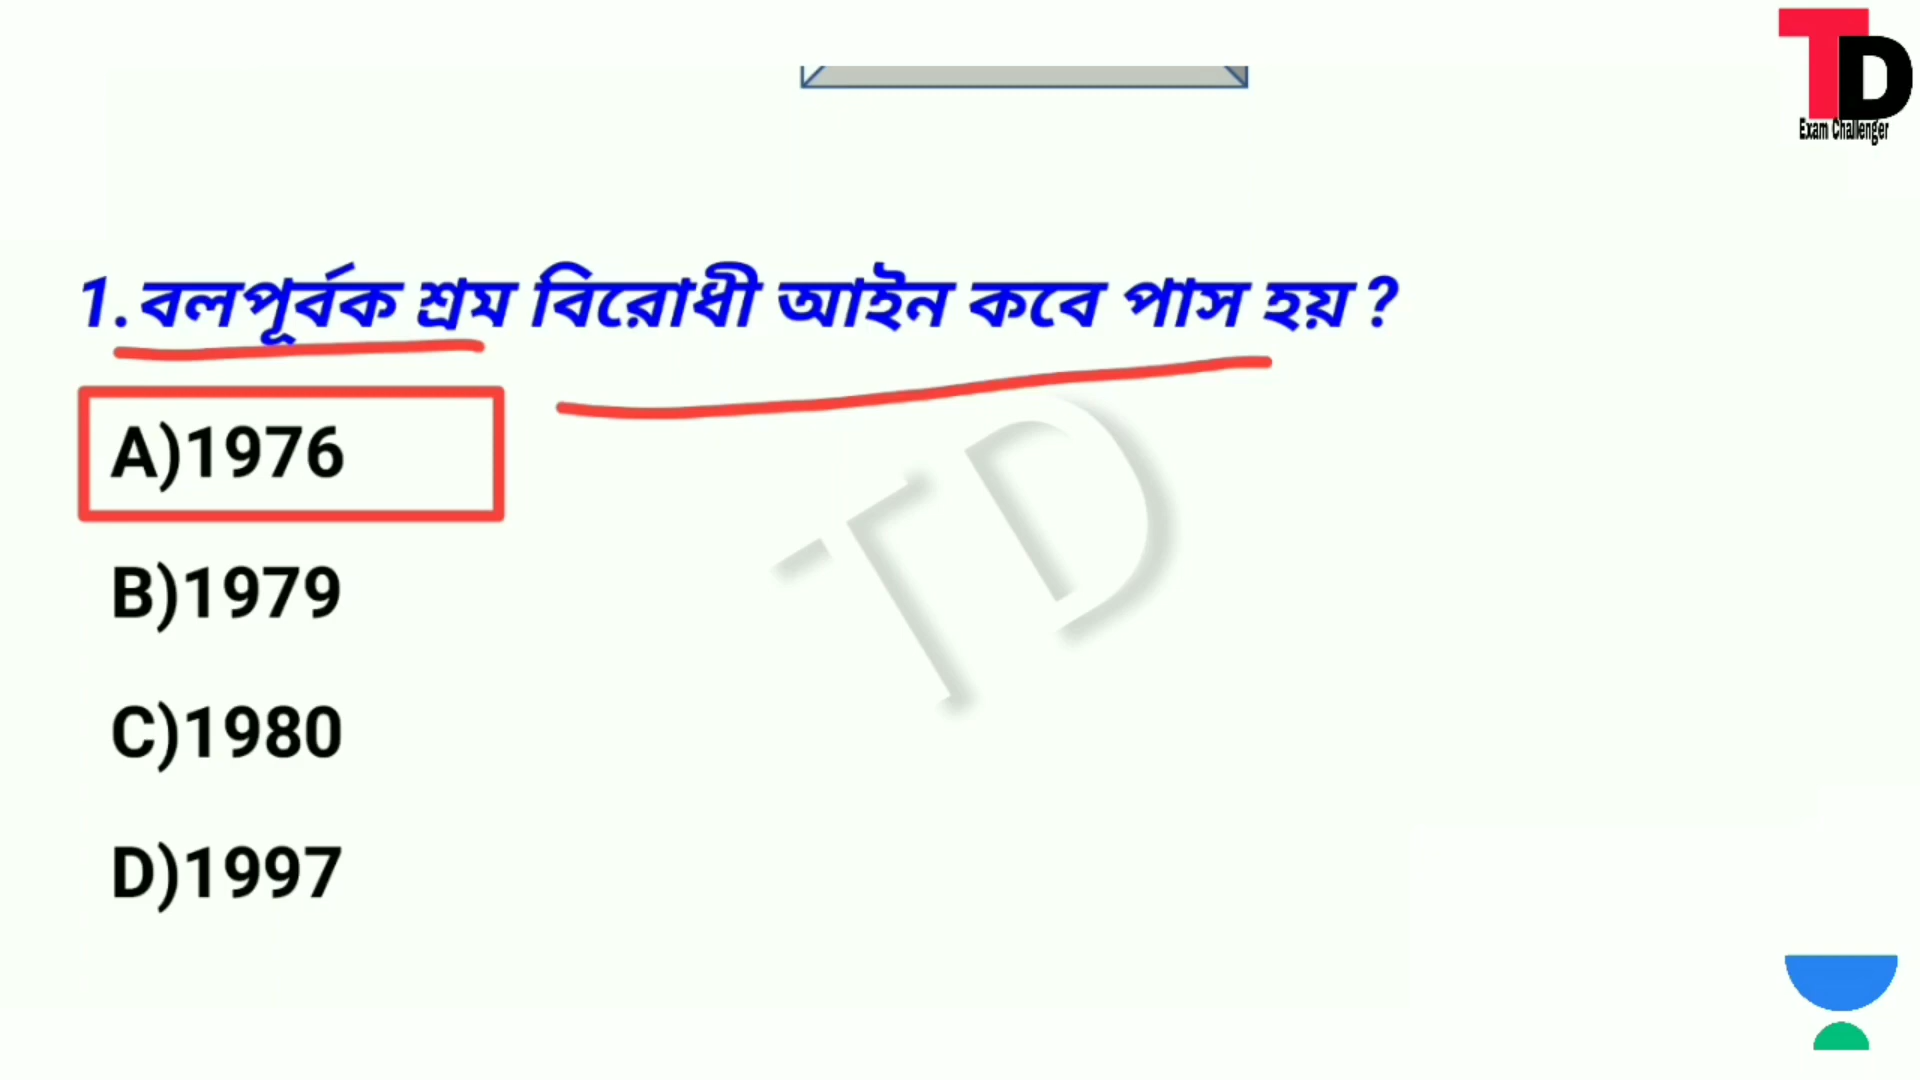 TD
Exam Challenger
1.বলপূর্বক শ্রম বিরোধী আইন কবে পাস হয় ?
A)1976
B)1979
C)1980
D)1997
TD